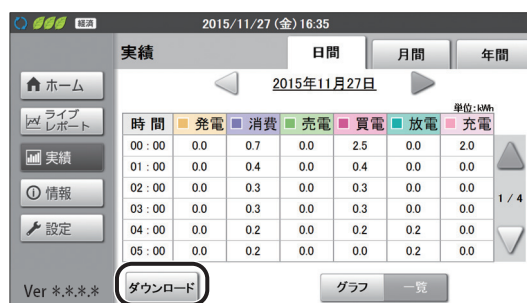 経済 2015/11/27 (金) 16:35
実績 日間 月間 年間
ホーム
2015年11月27日
ライブ
レポート
単位:kWh
時 間 発電 消費 売電 買電 放電 充電
00 : 00 0.0 0.7 0.0 2.5 0.0 2.0
実績
01 : 00 0.0 0.4 0.0 0.4 0.0 0.0
02 : 00 0.0 0.3 0.0 0.3 0.0 0.0
情報
1 / 4
03 : 00 0.0 0.3 0.0 0.3 0.0 0.0
設定
04 : 00 0.0 0.2 0.0 0.2 0.2 0.0
05 : 00 0.0 0.2 0.0 0.0 0.2 0.0
Ver *.*.*.*
ダウンロード グラフ 一覧